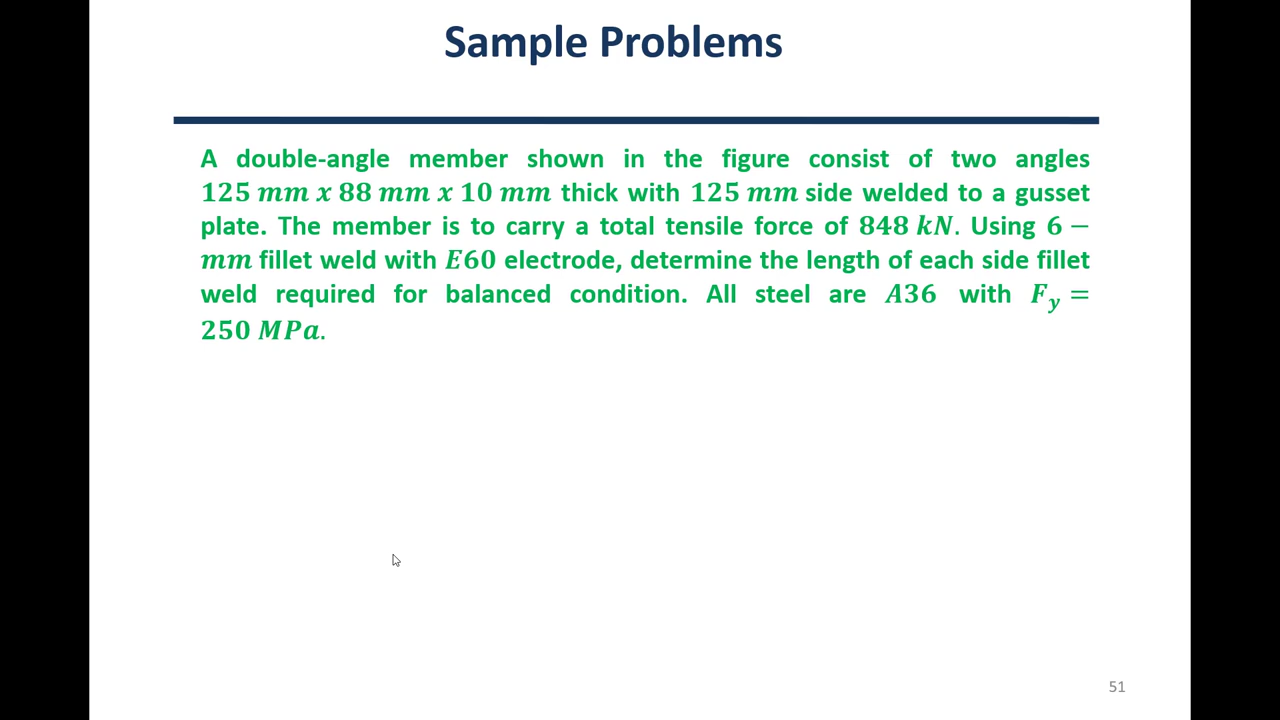 Sample Problems
A double-angle member shown in the figure consist of two angles
125 mm x 88 mm x 10 mm thick with 125 mm side welded to a gusset
plate. The member is to carry a total tensile force of 848 kN. Using 6 −
mm fillet weld with E60 electrode, determine the length of each side fillet
weld required for balanced condition. All steel are A36 with F_y =
250 MPa.
51